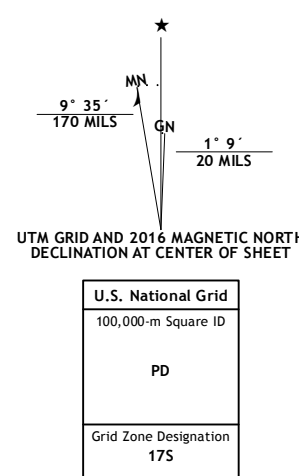 ★
MN
9° 35´
170 MILS
GN
1° 9´
20 MILS
UTM GRID AND 2016 MAGNETIC NORTH
DECLINATION AT CENTER OF SHEET
U.S. National Grid
100,000-m Square ID
PD
Grid Zone Designation
17S